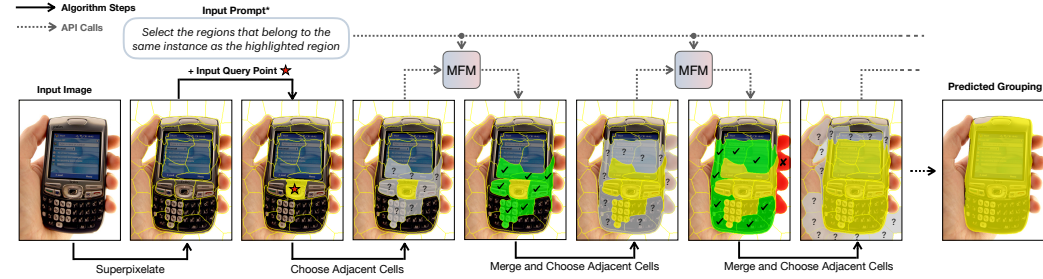 Algorithm Steps
API Calls
Input Prompt*
Select the regions that belong to the
same instance as the highlighted region
+ Input Query Point
MFM
MFM
Input Image
Predicted Grouping
? ? ? ? ? ? ?
✓ ✓ ✓ ✓ ✓ ✓ ✓
? ? ? ? ? ? ? ?
✓ ✓ ✓ ✓ ✓ ✓ ✓ ✗
? ? ? ? ? ? ? ? ?
Superpixelate
Choose Adjacent Cells
Merge and Choose Adjacent Cells
Merge and Choose Adjacent Cells